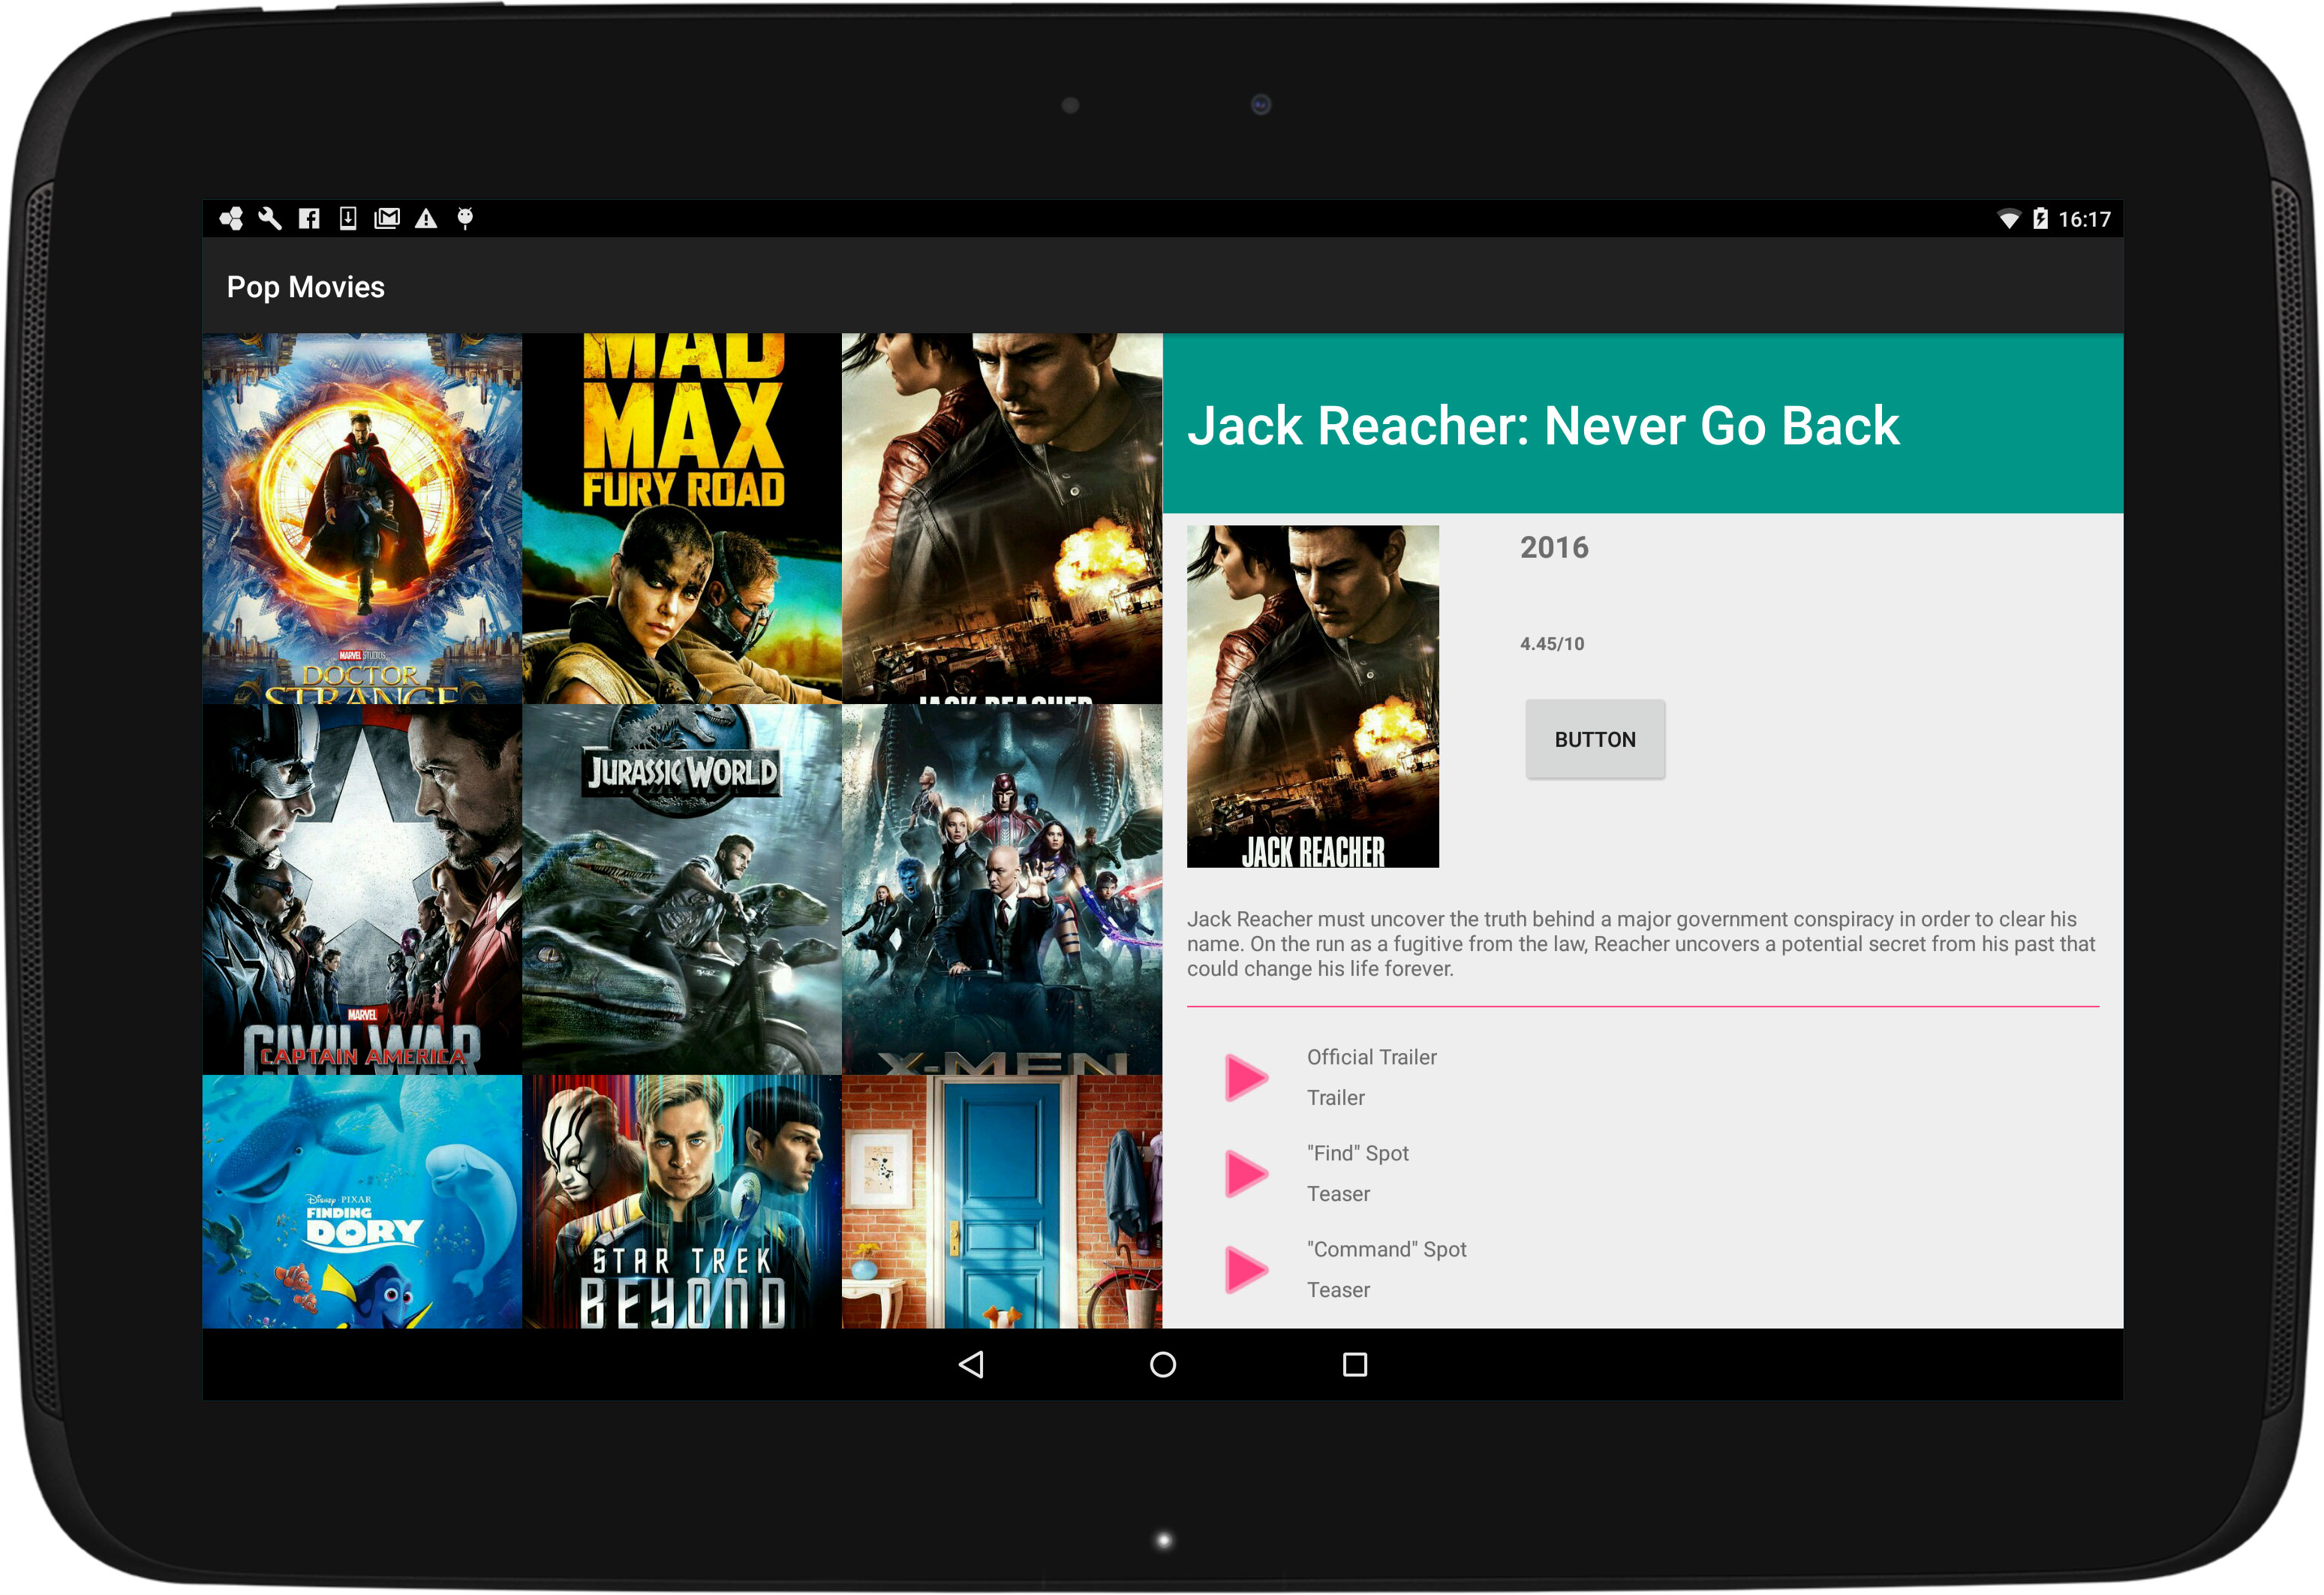 16:17
Pop Movies
MARVEL STUDIOS
DOCTOR
STRANGE
MAD
MAX
FURY ROAD
JACK REACHER
MARVEL
CIVIL WAR
CAPTAIN AMERICA
JURASSIC WORLD
X-MEN
Disney · PIXAR
FINDING
DORY
STAR TREK
BEYOND
Jack Reacher: Never Go Back
JACK REACHER
2016
4.45/10
BUTTON
Jack Reacher must uncover the truth behind a major government conspiracy in order to clear his
name. On the run as a fugitive from the law, Reacher uncovers a potential secret from his past that
could change his life forever.
Official Trailer
Trailer
"Find" Spot
Teaser
"Command" Spot
Teaser